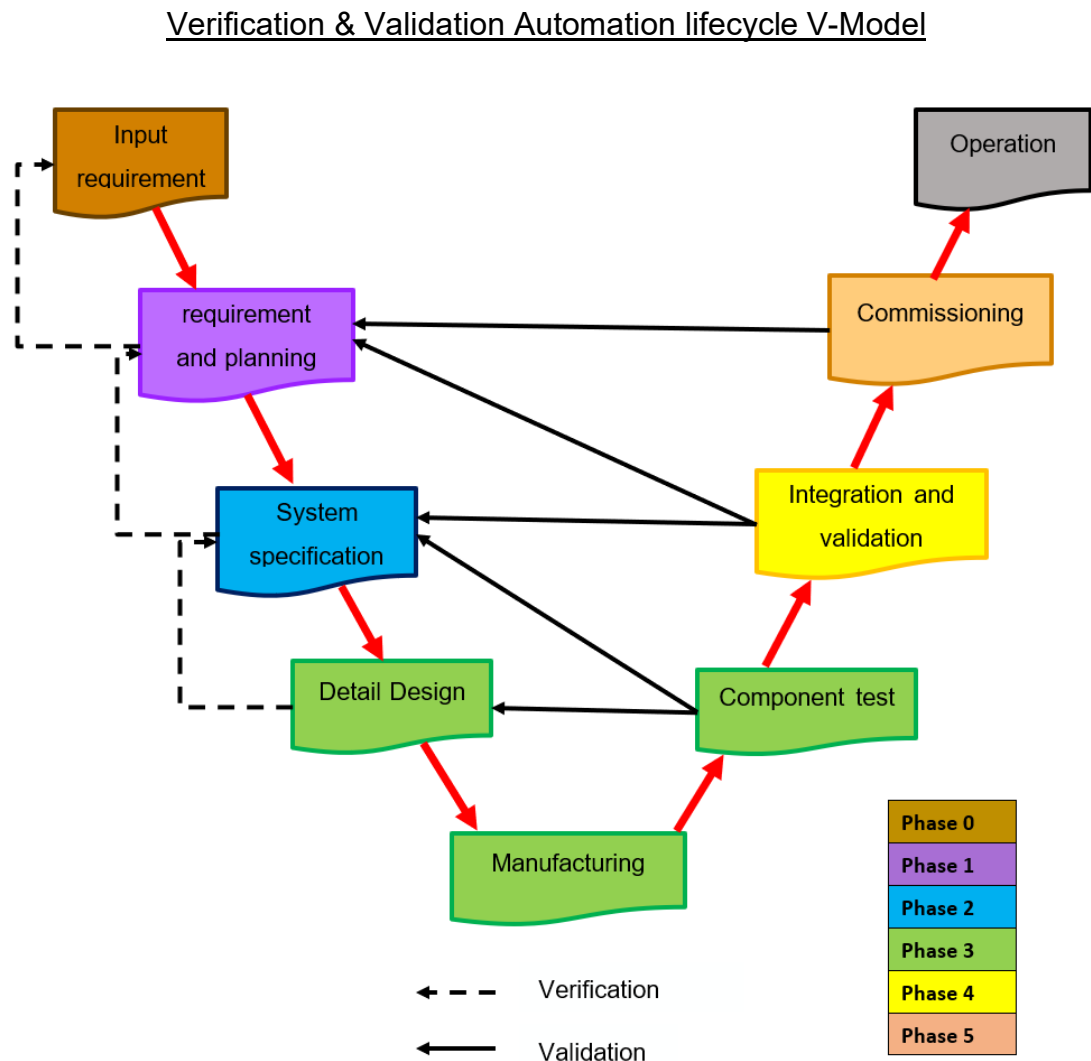 Verification & Validation Automation lifecycle V-Model
Input
requirement
Operation
requirement
and planning
Commissioning
System
specification
Integration and
validation
Detail Design
Component test
Manufacturing
Phase 0
Phase 1
Phase 2
Phase 3
Phase 4
Phase 5
Verification
Validation